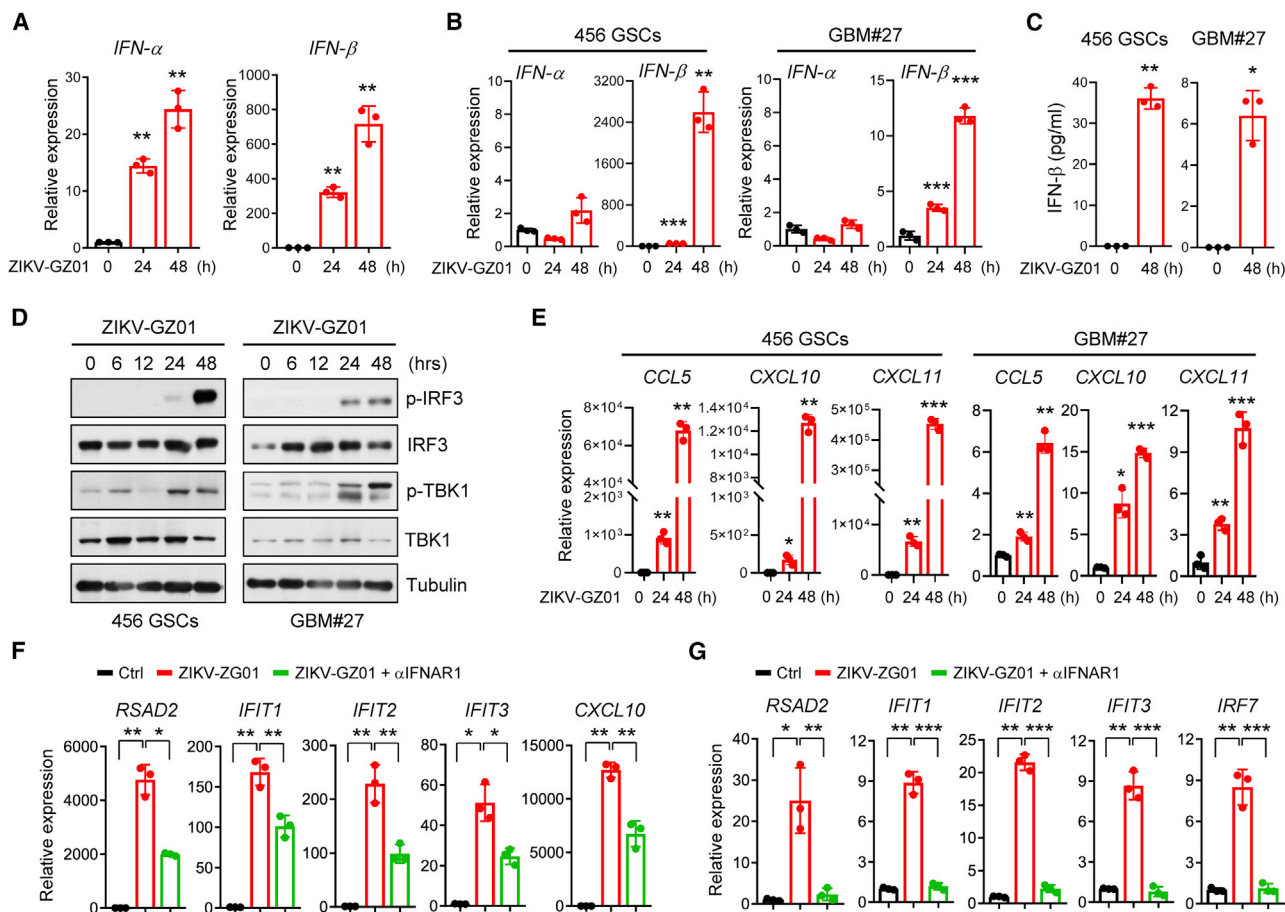 A
IFN-α
IFN-β
Relative expression
30
20
10
0
**
**
Relative expression
1000
800
600
400
200
0
**
**
ZIKV-GZ01 0 24 48 0 24 48 (h)
B
456 GSCs
GBM#27
IFN-α
IFN-β
IFN-α
IFN-β
Relative expression
8
6
4
2
0
3200
2400
1600
800
0
***
**
Relative expression
8
6
4
2
0
15
10
5
0
***
***
ZIKV-GZ01 0 24 48 0 24 48 (h) 0 24 48 0 24 48 (h)
C
456 GSCs
GBM#27
IFN-β (pg/ml)
40
30
20
10
0
**
8
6
4
2
0
*
ZIKV-GZ01 0 48 0 48 (h)
D
ZIKV-GZ01
ZIKV-GZ01
0 6 12 24 48 (hrs) 0 6 12 24 48
p-IRF3
IRF3
p-TBK1
TBK1
Tubulin
456 GSCs
GBM#27
E
456 GSCs
GBM#27
CCL5
CXCL10
CXCL11
CCL5
CXCL10
CXCL11
Relative expression
8×10⁴
6×10⁴
4×10⁴
2×10³
1×10³
0
**
**
1.4×10⁴
1.2×10⁴
1×10⁴
5×10²
0
*
**
5×10⁵
4×10⁵
5×10⁴
1×10⁴
0
**
***
8
6
4
2
0
**
**
20
15
10
5
0
*
***
12
9
6
3
0
**
***
ZIKV-GZ01 0 24 48 (h) 0 24 48 (h) 0 24 48 (h) 0 24 48 (h) 0 24 48 (h) 0 24 48 (h)
F
Ctrl ZIKV-ZG01 ZIKV-GZ01 + αIFNAR1
RSAD2
IFIT1
IFIT2
IFIT3
CXCL10
Relative expression
6000
4000
2000
0
** *
200
150
100
50
0
** **
300
200
100
0
** **
80
60
40
20
0
* *
15000
10000
5000
0
** **
G
Ctrl ZIKV-ZG01 ZIKV-GZ01 + αIFNAR1
RSAD2
IFIT1
IFIT2
IFIT3
IRF7
Relative expression
40
30
20
10
0
* **
12
9
6
3
0
** ***
25
20
15
10
5
0
** ***
12
9
6
3
0
** ***
12
9
6
3
0
** ***